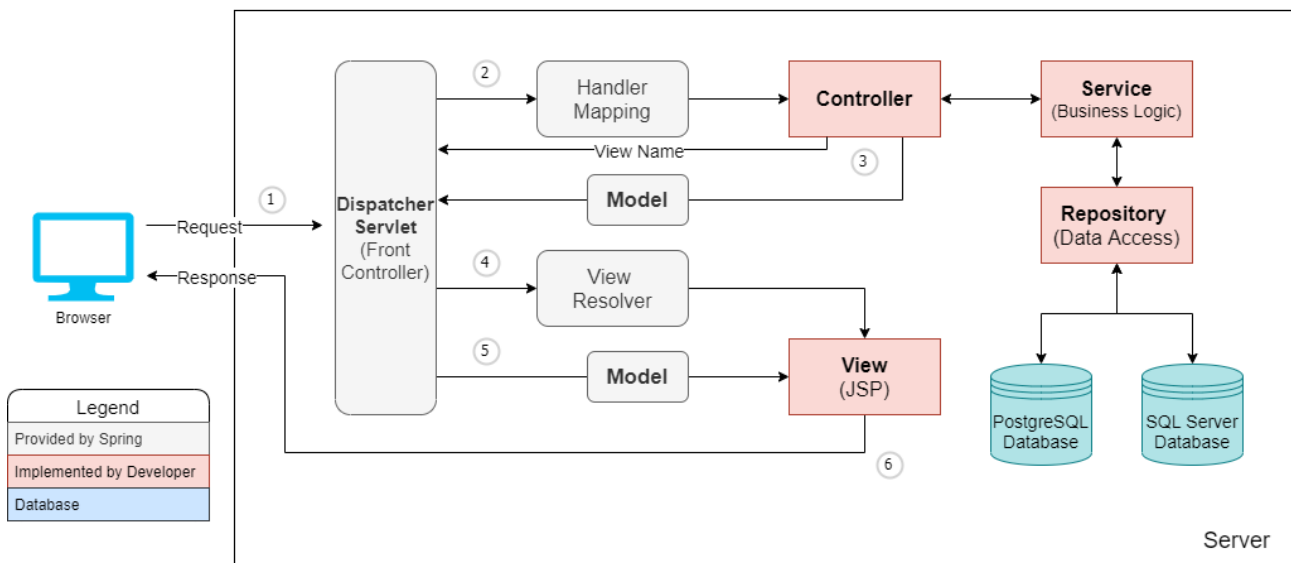 2
Handler
Mapping
Controller
Service
(Business Logic)
View Name
3
1
Request
Dispatcher
Servlet
(Front
Controller)
Model
Repository
(Data Access)
Response
Browser
4
View
Resolver
5
Model
View
(JSP)
PostgreSQL
Database
SQL Server
Database
6
Legend
Provided by Spring
Implemented by Developer
Database
Server